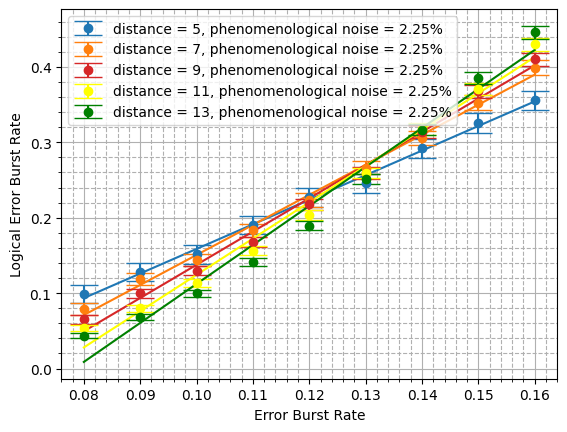 distance = 5, phenomenological noise = 2.25%
distance = 7, phenomenological noise = 2.25%
distance = 9, phenomenological noise = 2.25%
distance = 11, phenomenological noise = 2.25%
distance = 13, phenomenological noise = 2.25%
Logical Error Burst Rate
0.4
0.3
0.2
0.1
0.0
0.08 0.09 0.10 0.11 0.12 0.13 0.14 0.15 0.16
Error Burst Rate